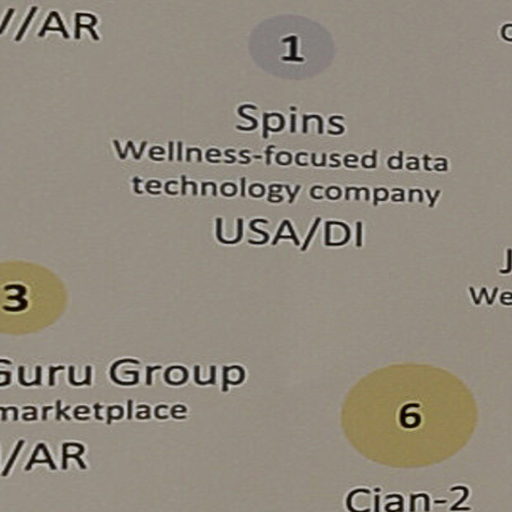 //AR
1
Spins
Wellness-focused data
technology company
USA/DI
3
Guru Group
marketplace
/AR
6
Cian-2